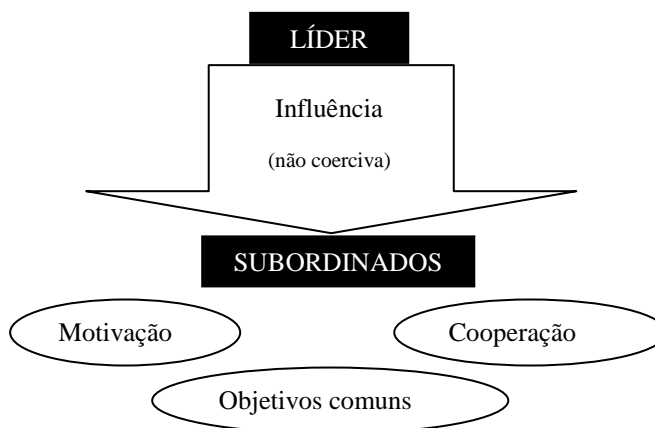 LÍDER
Influência
(não coerciva)
SUBORDINADOS
Motivação
Cooperação
Objetivos comuns